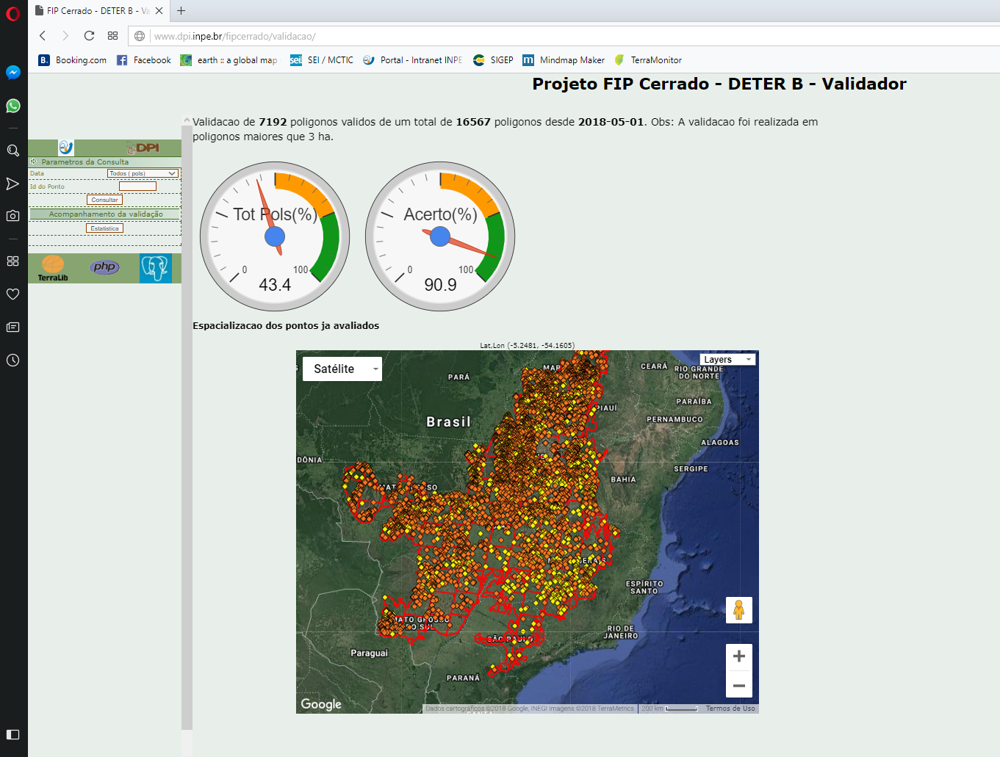 FIP Cerrado - DETER B - Va
www.dpi.inpe.br/fipcerrado/validacao/
B. Booking.com
Facebook
earth :: a global map
sei! SEI / MCTIC
Portal - Intranet INPE
SIGEP
m Mindmap Maker
TerraMonitor
Projeto FIP Cerrado - DETER B - Validador
DPI
Parametros da Consulta
Data
Todos ( pols)
Id do Ponto
Consultar
Acompanhamento da validação
Estatistica
TerraLib
php
Validacao de 7192 poligonos validos de um total de 16567 poligonos desde 2018-05-01. Obs: A validacao foi realizada em
poligonos maiores que 3 ha.
Tot Pols(%)
0
100
43.4
Acerto(%)
0
100
90.9
Espacializacao dos pontos ja avaliados
Lat,Lon (-5.2481, -54.1605)
Satélite
Layers
MAR
CEARÁ
RIO GRANDE
DO NORTE
PARÁ
PARAÍBA
PIAUÍ
PERNAMBUCO
Brasil
ALAGOAS
DÔNIA
SERGIPE
BAHIA
MATO GROSSO
MINAS GERAIS
ESPÍRITO
SANTO
MATO GROSSO
DO SUL
RIO DE
JANEIRO
SÃO PAULO
Paraguai
PARANÁ
Google
Dados cartográficos ©2018 Google, INEGI Imagens ©2018 TerraMetrics
200 km
Termos de Uso
SANTA